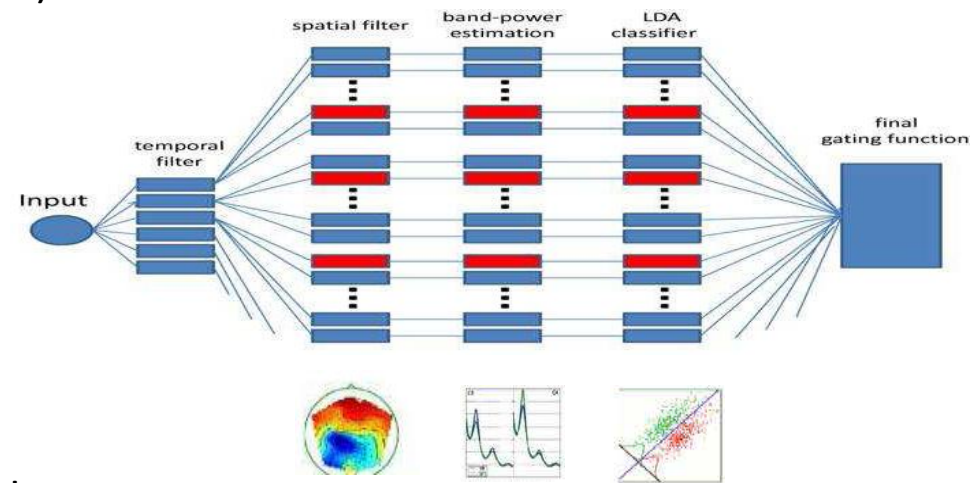 spatial filter
band-power
estimation
LDA
classifier
temporal
filter
Input
final
gating function